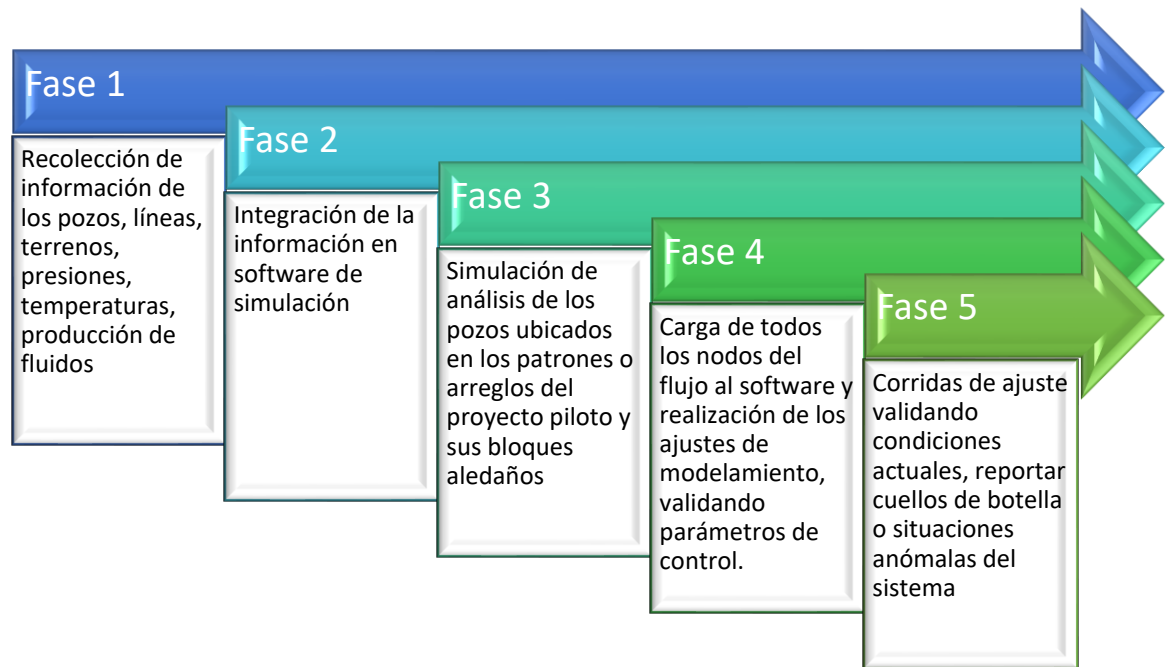 Fase 1
Recolección de
información de
los pozos, líneas,
terrenos,
presiones,
temperaturas,
producción de
fluidos
Fase 2
Integración de la
información en
software de
simulación
Fase 3
Simulación de
análisis de los
pozos ubicados
en los patrones o
arreglos del
proyecto piloto y
sus bloques
aledaños
Fase 4
Carga de todos
los nodos del
flujo al software y
realización de los
ajustes de
modelamiento,
validando
parámetros de
control.
Fase 5
Corridas de ajuste
validando
condiciones
actuales, reportar
cuellos de botella
o situaciones
anómalas del
sistema